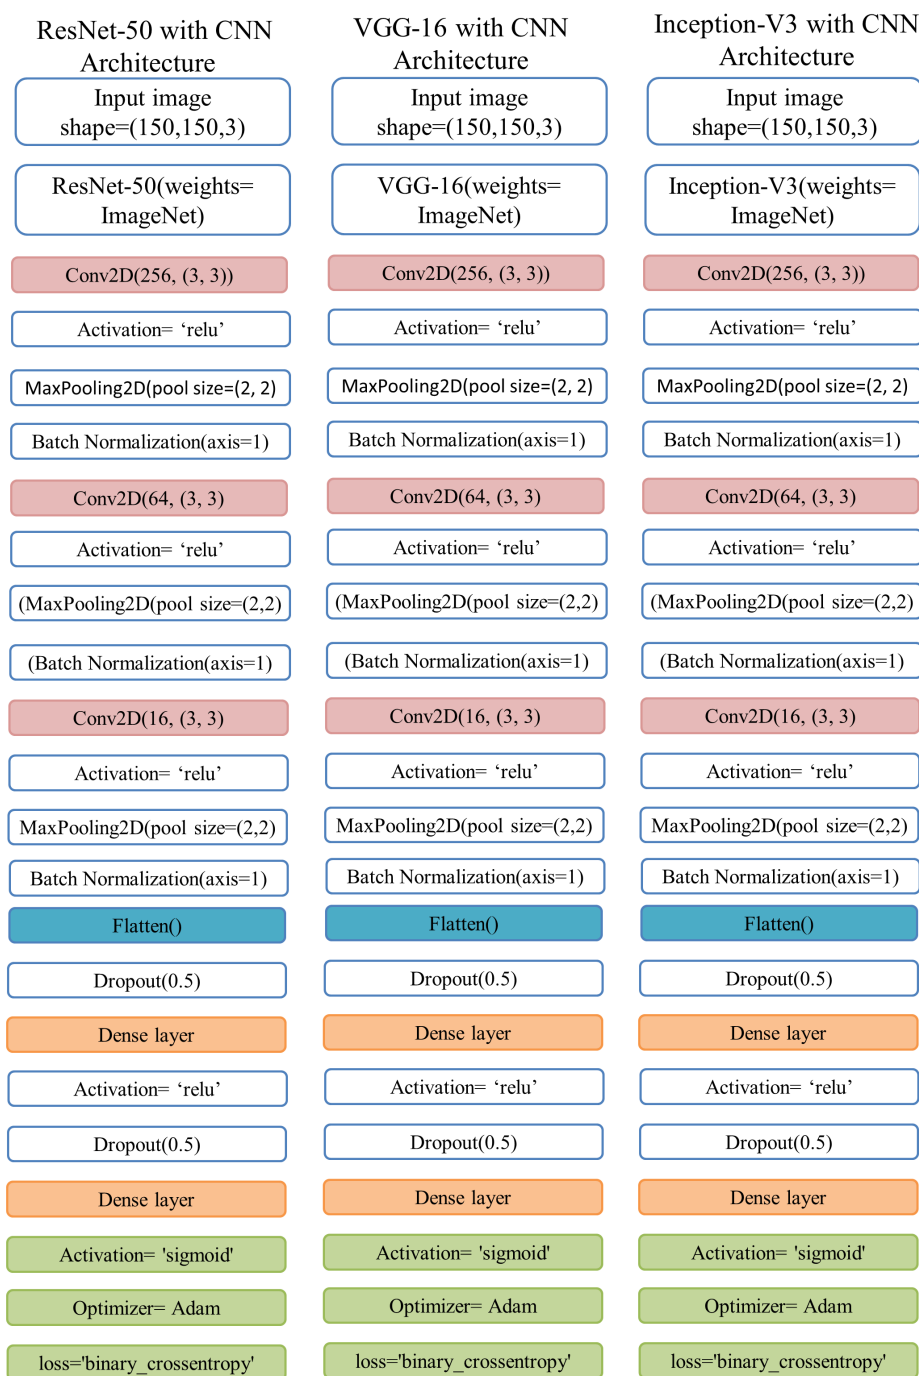 ResNet-50 with CNN
Architecture
Input image
shape=(150,150,3)
ResNet-50(weights=
ImageNet)
Conv2D(256, (3, 3))
Activation= ‘relu’
MaxPooling2D(pool size=(2, 2)
Batch Normalization(axis=1)
Conv2D(64, (3, 3)
Activation= ‘relu’
(MaxPooling2D(pool size=(2,2)
(Batch Normalization(axis=1)
Conv2D(16, (3, 3)
Activation= ‘relu’
MaxPooling2D(pool size=(2,2)
Batch Normalization(axis=1)
Flatten()
Dropout(0.5)
Dense layer
Activation= ‘relu’
Dropout(0.5)
Dense layer
Activation= 'sigmoid'
Optimizer= Adam
loss='binary_crossentropy'
VGG-16 with CNN
Architecture
Input image
shape=(150,150,3)
VGG-16(weights=
ImageNet)
Conv2D(256, (3, 3))
Activation= ‘relu’
MaxPooling2D(pool size=(2, 2)
Batch Normalization(axis=1)
Conv2D(64, (3, 3)
Activation= ‘relu’
(MaxPooling2D(pool size=(2,2)
(Batch Normalization(axis=1)
Conv2D(16, (3, 3)
Activation= ‘relu’
MaxPooling2D(pool size=(2,2)
Batch Normalization(axis=1)
Flatten()
Dropout(0.5)
Dense layer
Activation= ‘relu’
Dropout(0.5)
Dense layer
Activation= 'sigmoid'
Optimizer= Adam
loss='binary_crossentropy'
Inception-V3 with CNN
Architecture
Input image
shape=(150,150,3)
Inception-V3(weights=
ImageNet)
Conv2D(256, (3, 3))
Activation= ‘relu’
MaxPooling2D(pool size=(2, 2)
Batch Normalization(axis=1)
Conv2D(64, (3, 3)
Activation= ‘relu’
(MaxPooling2D(pool size=(2,2)
(Batch Normalization(axis=1)
Conv2D(16, (3, 3)
Activation= ‘relu’
MaxPooling2D(pool size=(2,2)
Batch Normalization(axis=1)
Flatten()
Dropout(0.5)
Dense layer
Activation= ‘relu’
Dropout(0.5)
Dense layer
Activation= 'sigmoid'
Optimizer= Adam
loss='binary_crossentropy'